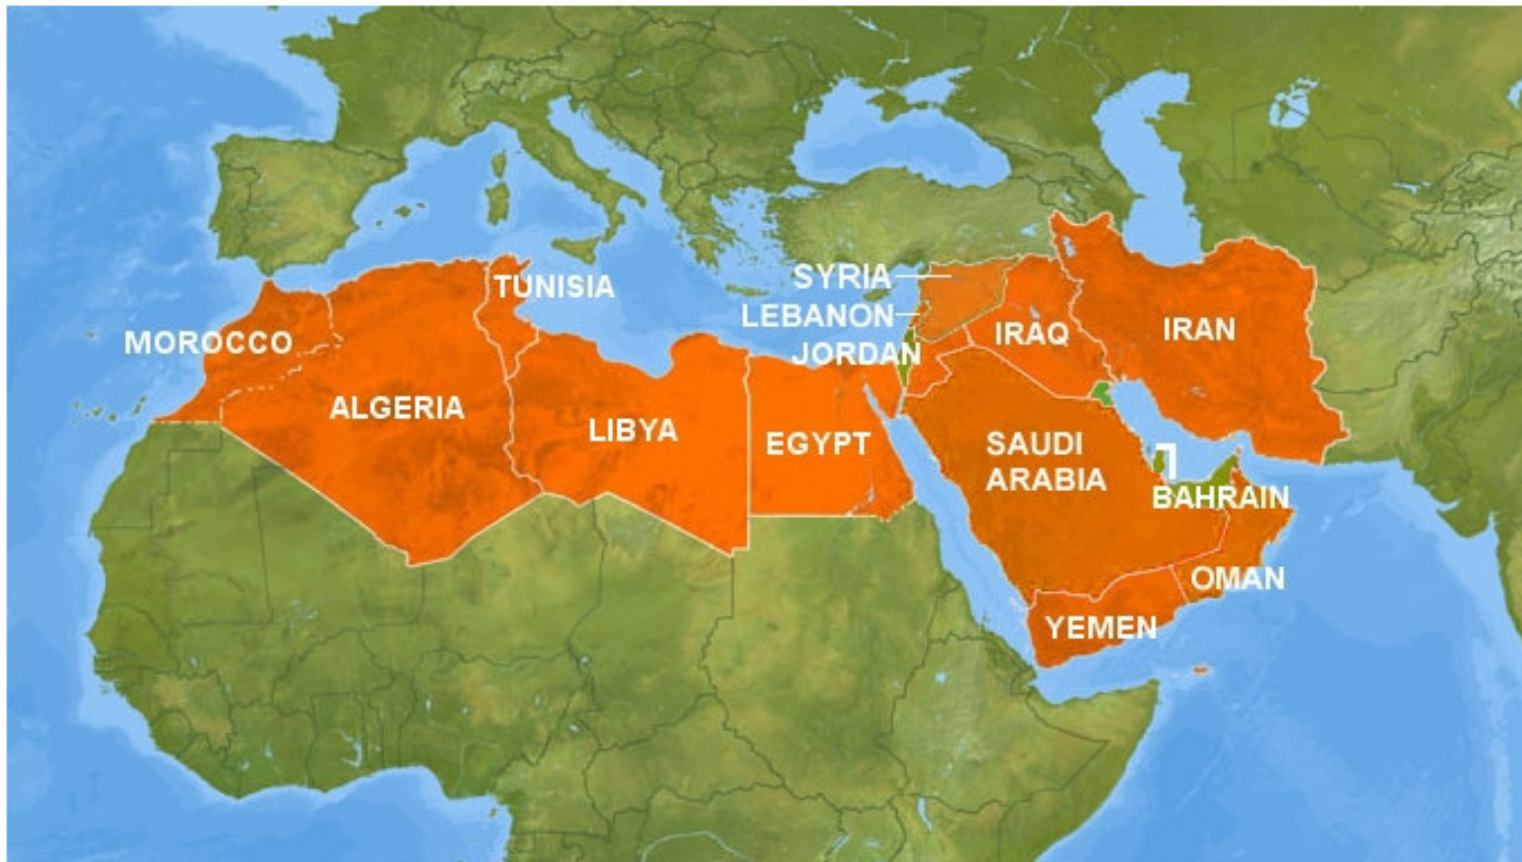 TUNISIA
SYRIA
LEBANON
MOROCCO
JORDAN
IRAQ
IRAN
ALGERIA
LIBYA
EGYPT
SAUDI
ARABIA
BAHRAIN
OMAN
YEMEN